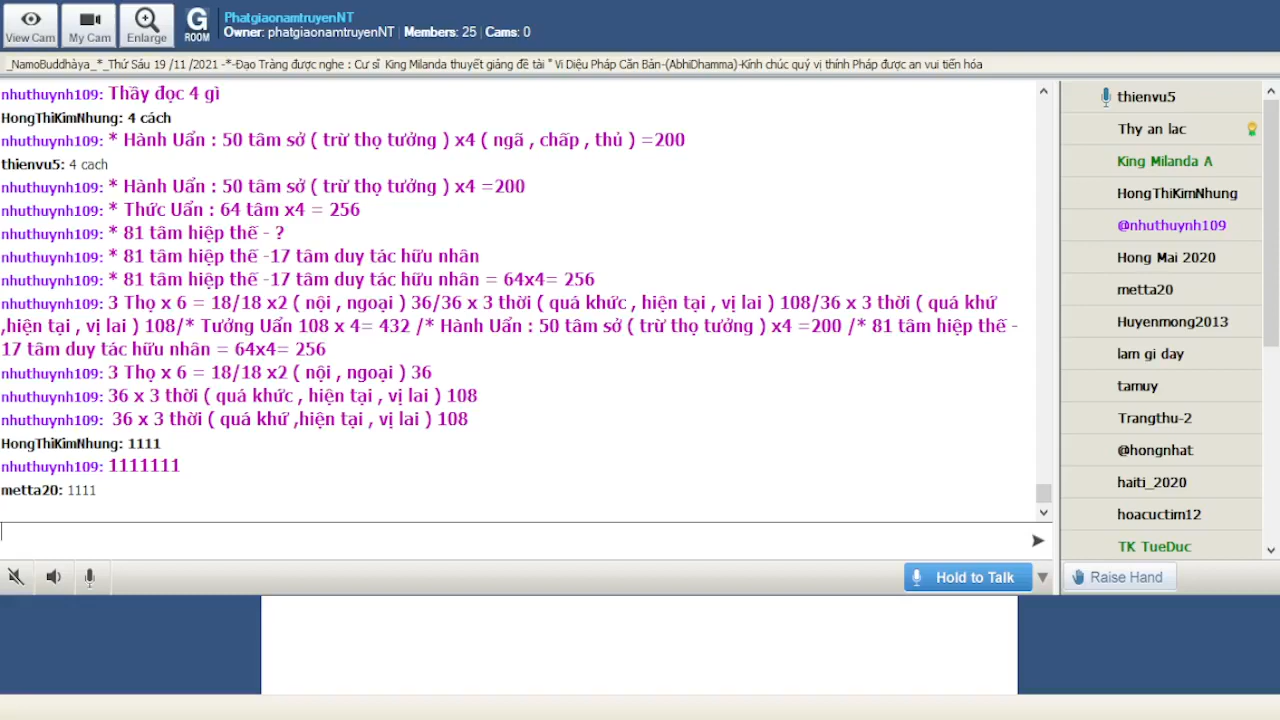 View Cam
My Cam
Enlarge
G
ROOM
PhatgiaonamtruyenNT
Owner: phatgiaonamtruyenNT | Members: 25 | Cams: 0
_NamoBuddhàya_*_Thứ Sáu 19 /11 /2021 -*-Đạo Tràng được nghe : Cư sĩ King Milanda thuyết giảng đề tài " Vi Diệu Pháp Căn Bản-(AbhiDhamma)-Kính chúc quý vị thính Pháp được an vui tiến hóa
nhuthuynh109: Thầy đọc 4 gì
HongThiKimNhung: 4 cách
nhuthuynh109: * Hành Uẩn : 50 tâm sở ( trừ thọ tưởng ) x4 ( ngã , chấp , thủ ) =200
thienvu5: 4 cach
nhuthuynh109: * Hành Uẩn : 50 tâm sở ( trừ thọ tưởng ) x4 =200
nhuthuynh109: * Thức Uẩn : 64 tâm x4 = 256
nhuthuynh109: * 81 tâm hiệp thế - ?
nhuthuynh109: * 81 tâm hiệp thế -17 tâm duy tác hữu nhân
nhuthuynh109: * 81 tâm hiệp thế -17 tâm duy tác hữu nhân = 64x4= 256
nhuthuynh109: 3 Thọ x 6 = 18/18 x2 ( nội , ngoại ) 36/36 x 3 thời ( quá khức , hiện tại , vị lai ) 108/36 x 3 thời ( quá khứ
,hiện tại , vị lai ) 108/* Tưởng Uẩn 108 x 4= 432 /* Hành Uẩn : 50 tâm sở ( trừ thọ tưởng ) x4 =200 /* 81 tâm hiệp thế -
17 tâm duy tác hữu nhân = 64x4= 256
nhuthuynh109: 3 Thọ x 6 = 18/18 x2 ( nội , ngoại ) 36
nhuthuynh109: 36 x 3 thời ( quá khức , hiện tại , vị lai ) 108
nhuthuynh109: 36 x 3 thời ( quá khứ ,hiện tại , vị lai ) 108
HongThiKimNhung: 1111
nhuthuynh109: 1111111
metta20: 1111
thienvu5
Thy an lac
King Milanda A
HongThiKimNhung
@nhuthuynh109
Hong Mai 2020
metta20
Huyenmong2013
lam gi day
tamuy
Trangthu-2
@hongnhat
haiti_2020
hoacuctim12
TK TueDuc
Hold to Talk
Raise Hand